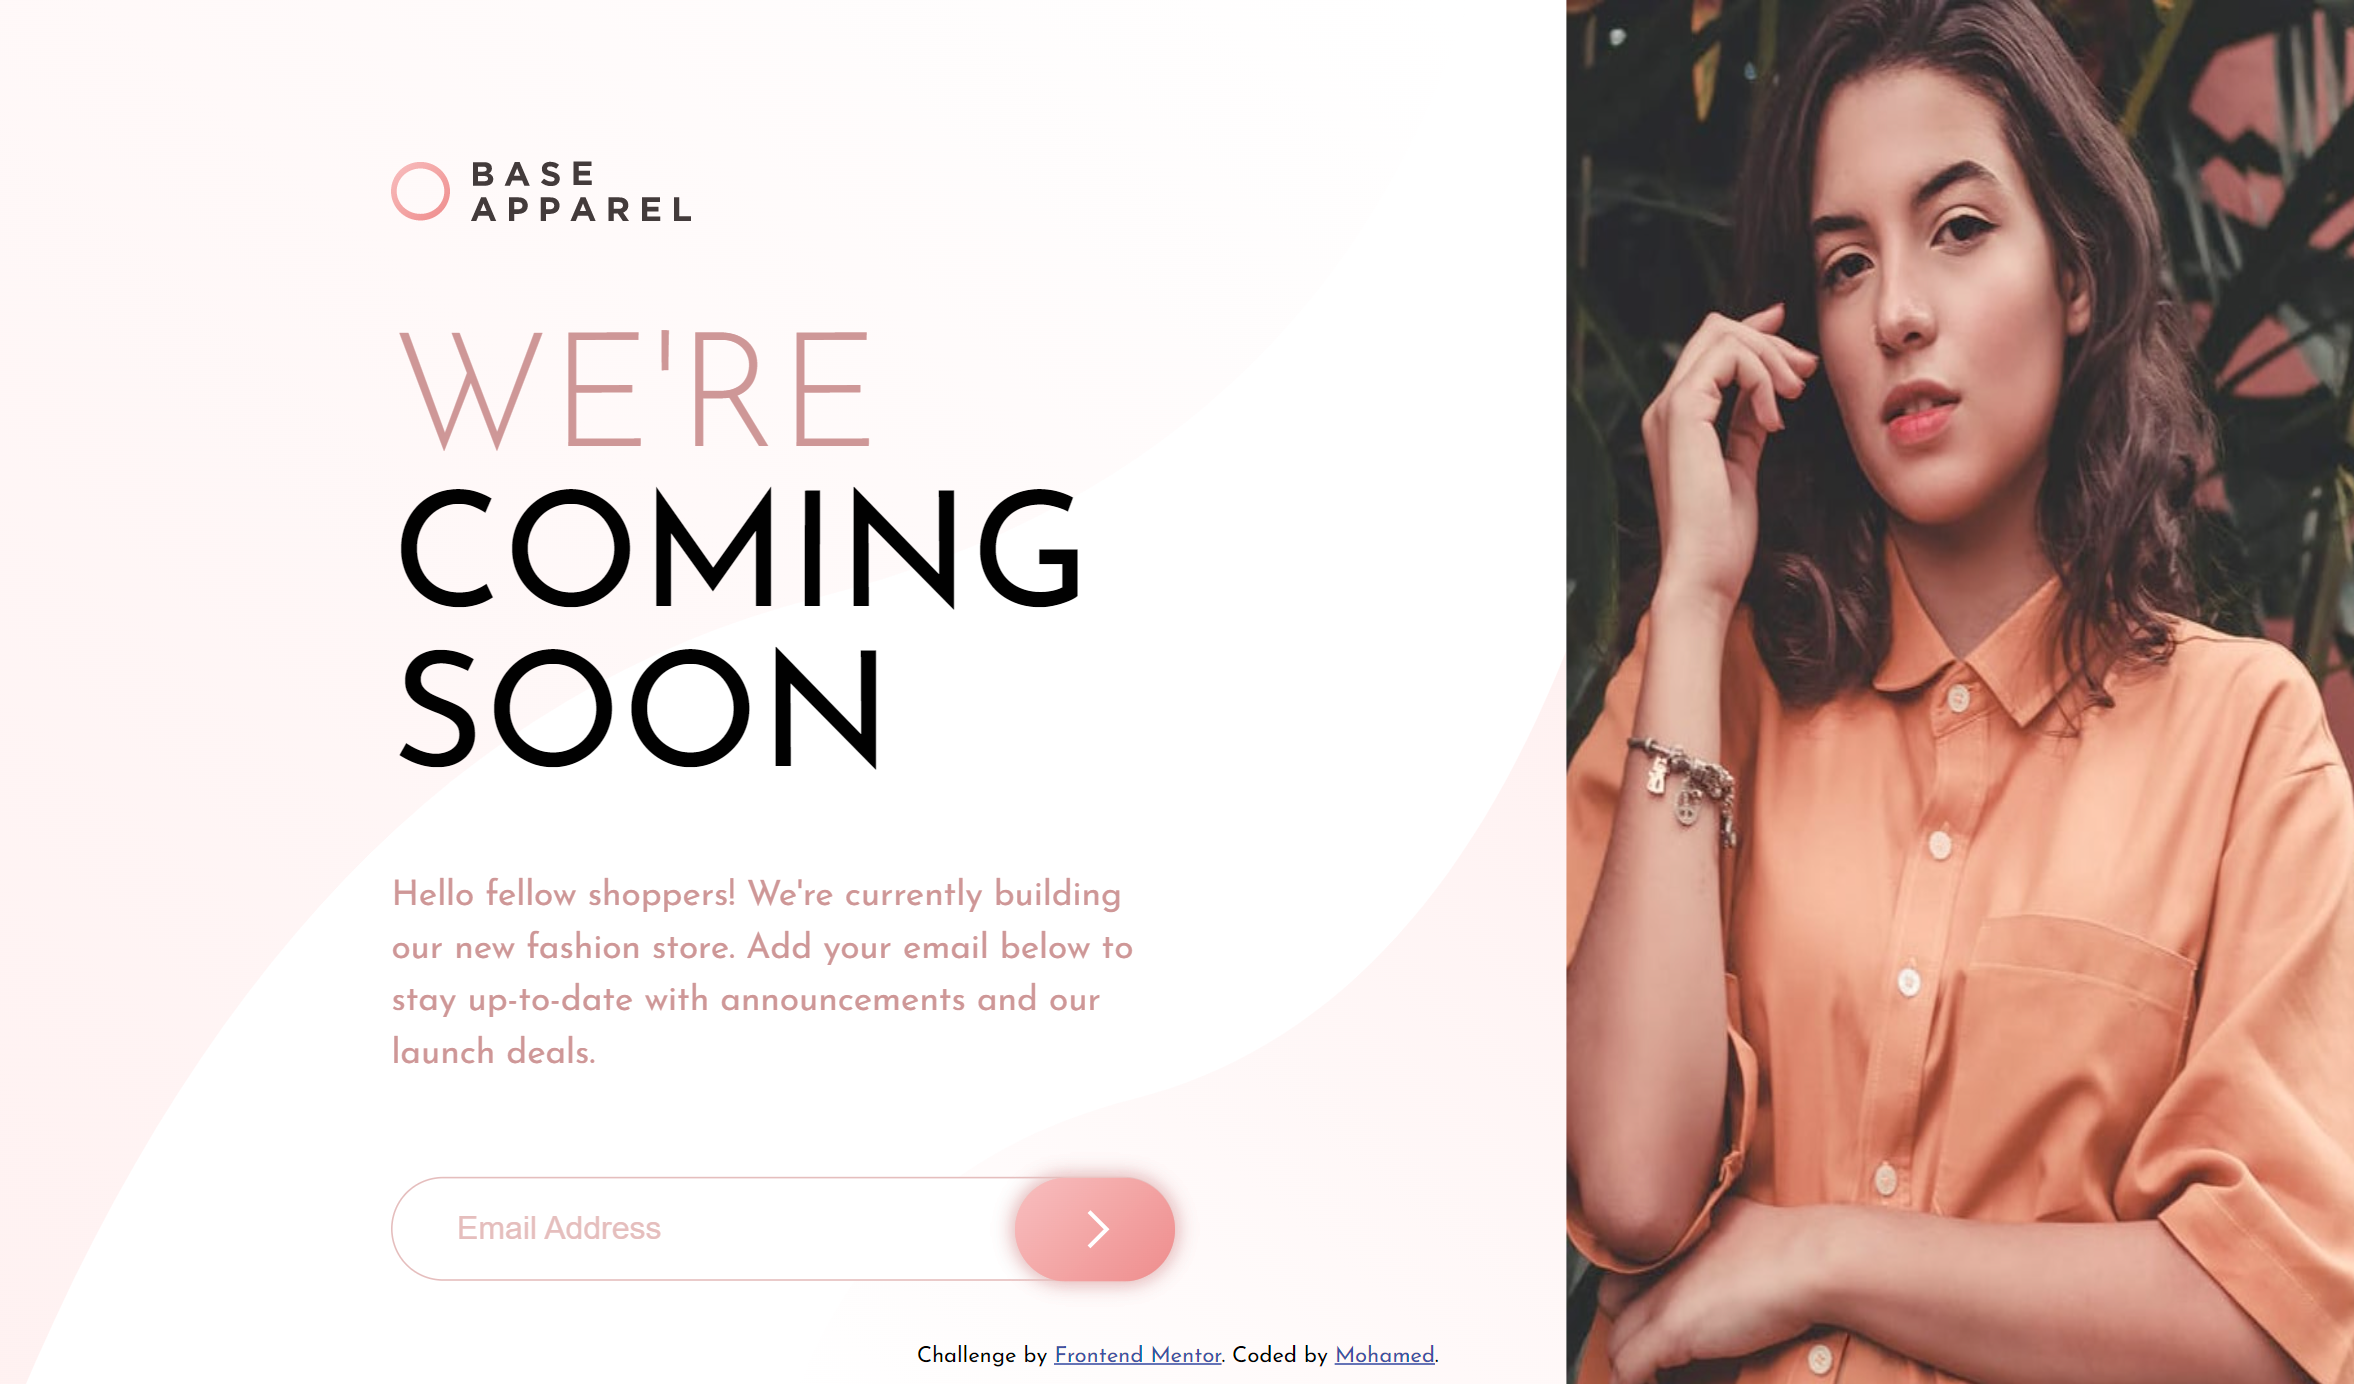 BASE
APPAREL
WE'RE
COMING
SOON
Hello fellow shoppers! We're currently building
our new fashion store. Add your email below to
stay up-to-date with announcements and our
launch deals.
Email Address
Challenge by Frontend Mentor. Coded by Mohamed.